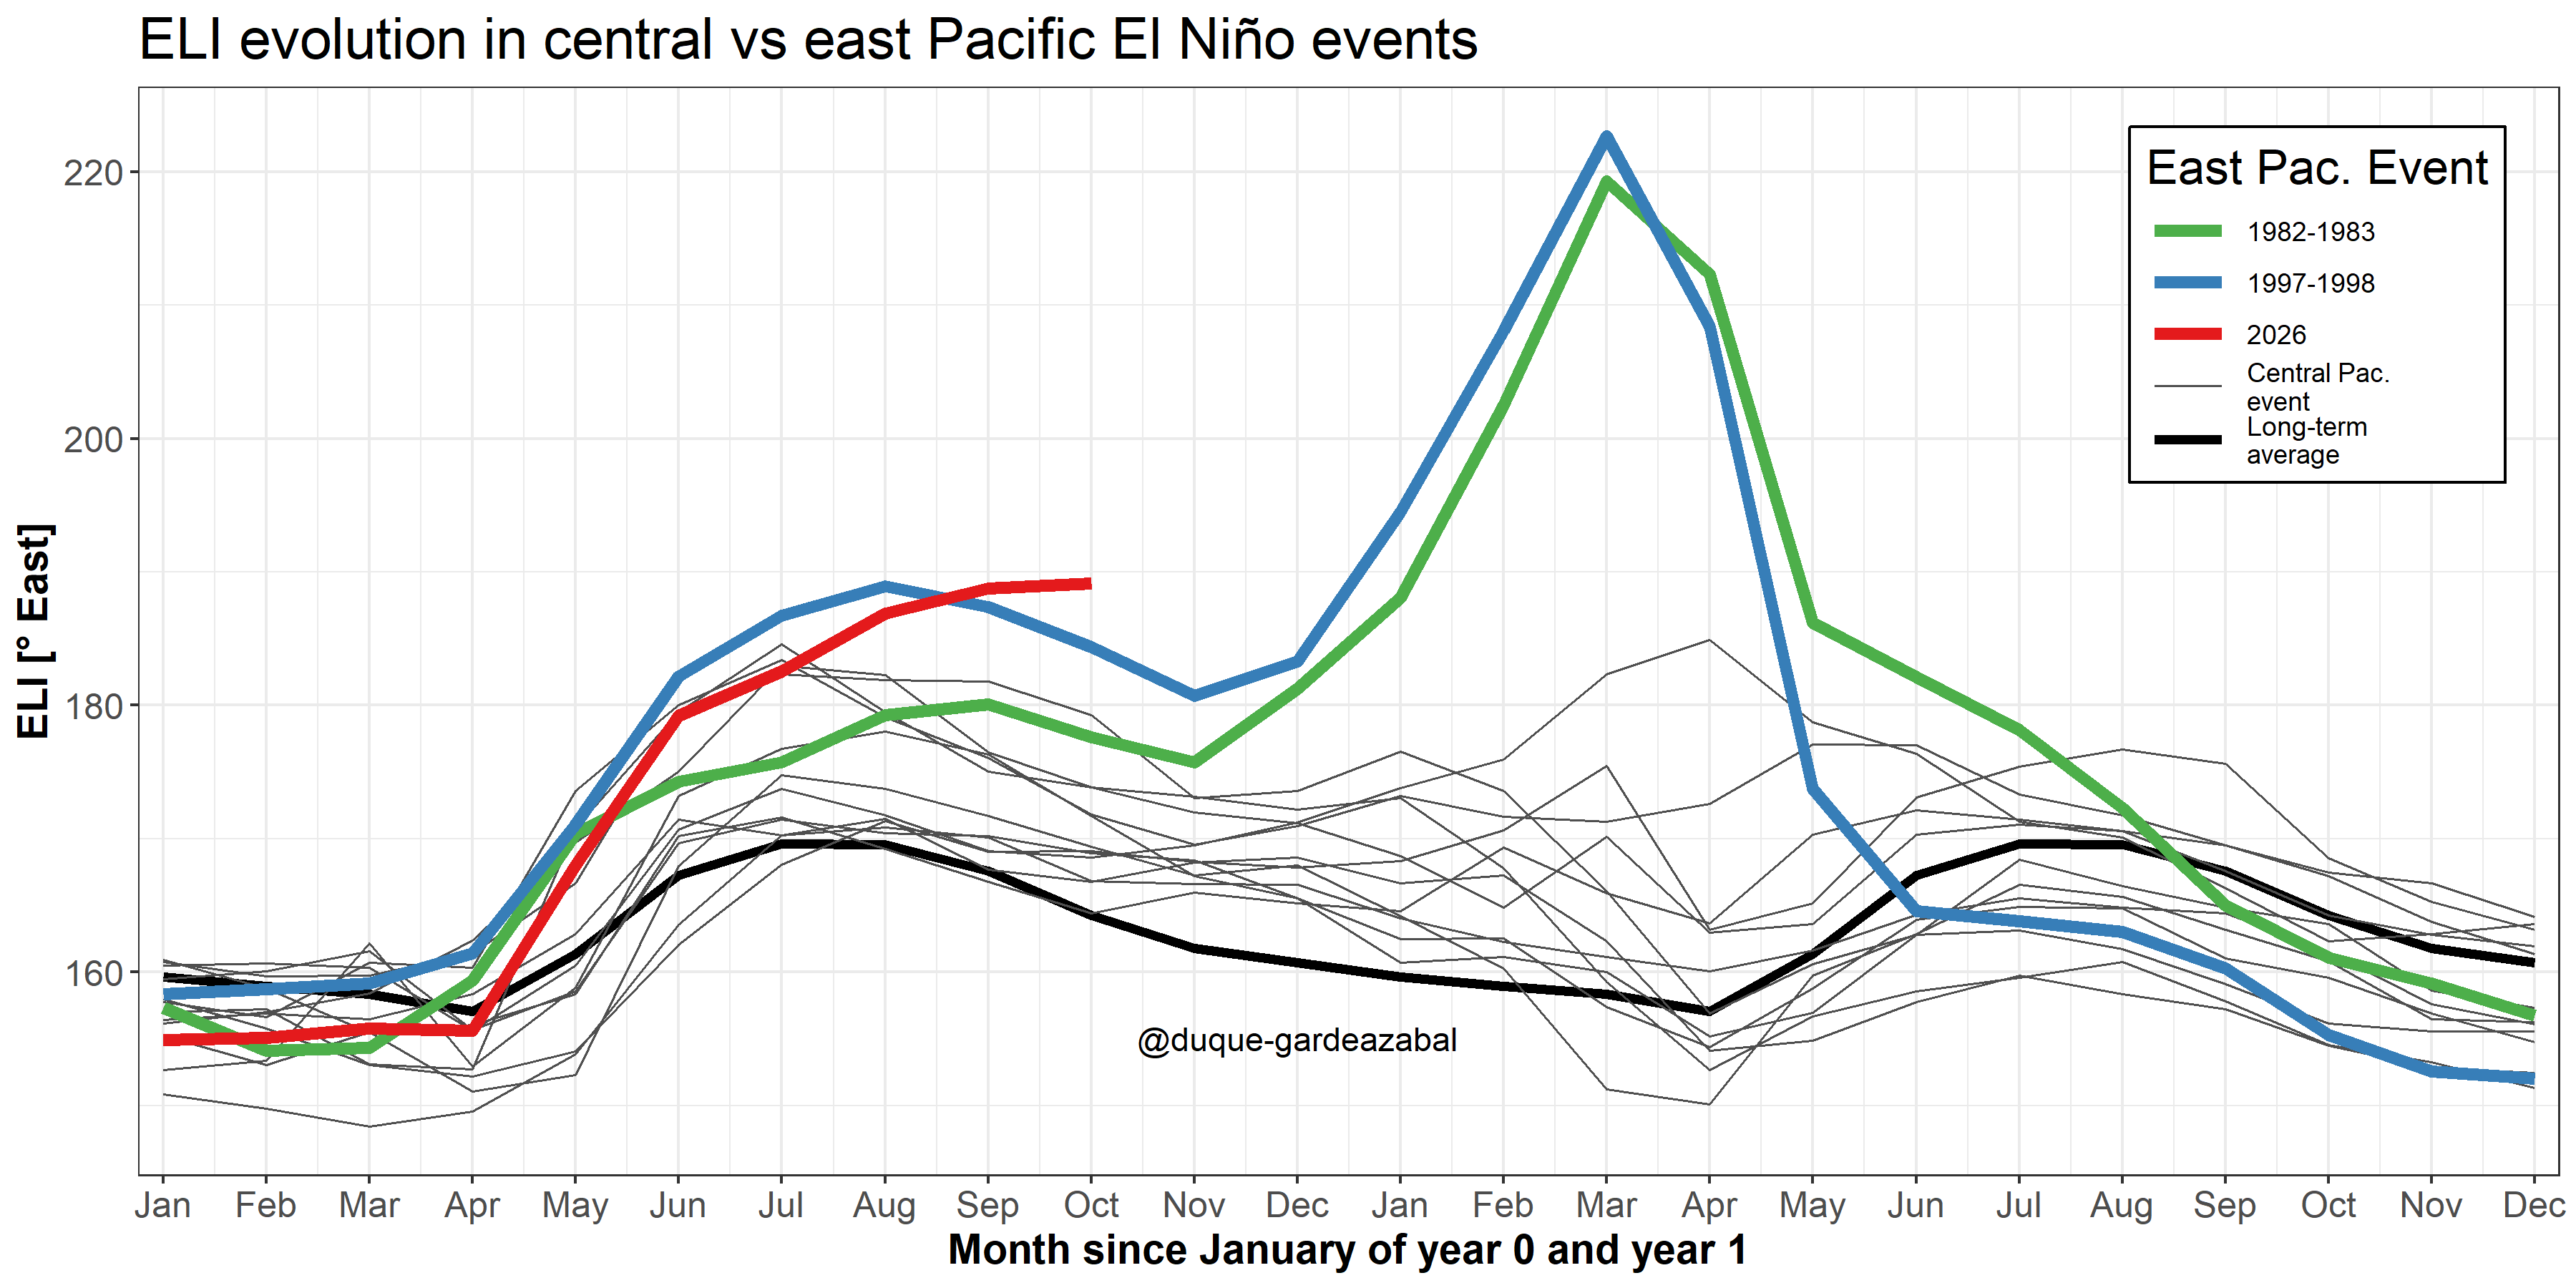 ELI evolution in central vs east Pacific El Niño events
East Pac. Event
1982-1983
1997-1998
2026
Central Pac.
event
Long-term
average
ELI [° East]
220
200
180
160
@duque-gardeazabal
Jan Feb Mar Apr May Jun Jul Aug Sep Oct Nov Dec Jan Feb Mar Apr May Jun Jul Aug Sep Oct Nov Dec
Month since January of year 0 and year 1